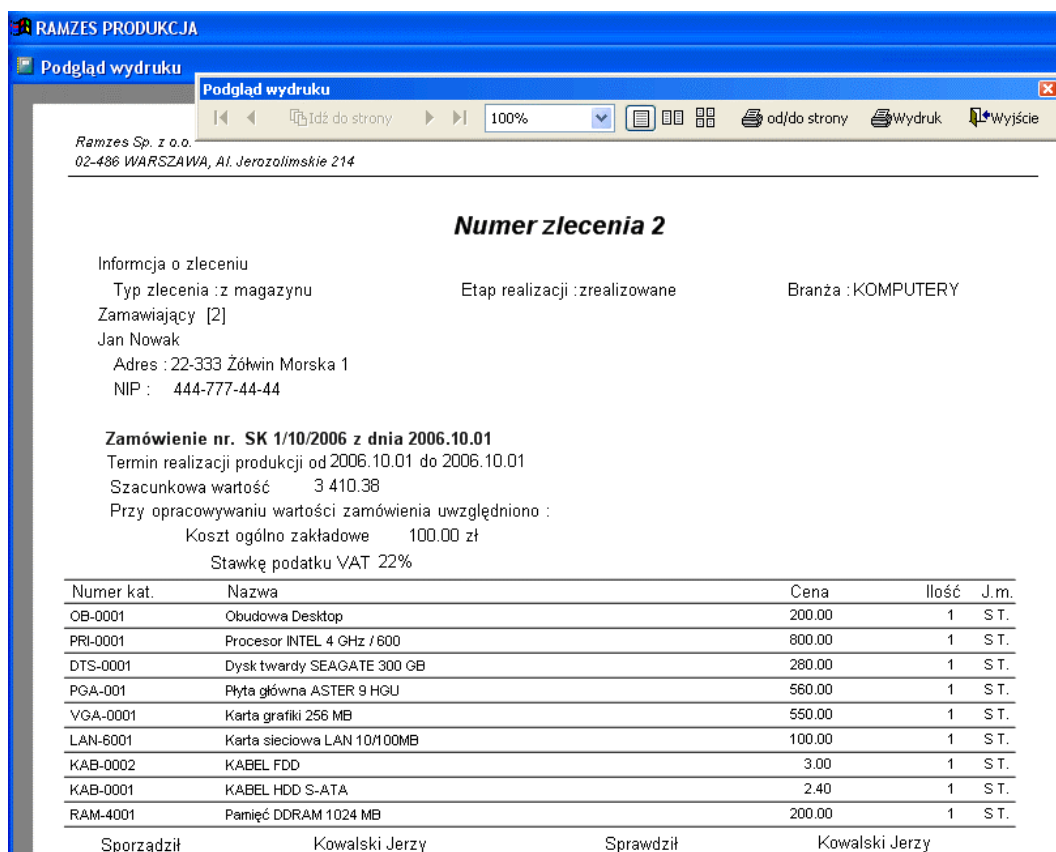 RAMZES PRODUKCJA
Podgląd wydruku
Podgląd wydruku
Idź do strony 100% od/do strony Wydruk Wyjście
Ramzes Sp. z o.o.
02-486 WARSZAWA, Al. Jerozolimskie 214
Numer zlecenia 2
Informcja o zleceniu
Typ zlecenia :z magazynu Etap realizacji :zrealizowane Branża :KOMPUTERY
Zamawiający [2]
Jan Nowak
Adres : 22-333 Żółwin Morska 1
NIP : 444-777-44-44
Zamówienie nr. SK 1/10/2006 z dnia 2006.10.01
Termin realizacji produkcji od 2006.10.01 do 2006.10.01
Szacunkowa wartość 3 410.38
Przy opracowywaniu wartości zamówienia uwzględniono :
Koszt ogólno zakładowe 100.00 zł
Stawkę podatku VAT 22%
Numer kat. Nazwa Cena Ilość J.m.
OB-0001 Obudowa Desktop 200.00 1 ST.
PRI-0001 Procesor INTEL 4 GHz / 600 800.00 1 ST.
DTS-0001 Dysk twardy SEAGATE 300 GB 280.00 1 ST.
PGA-001 Płyta główna ASTER 9 HGU 560.00 1 ST.
VGA-0001 Karta grafiki 256 MB 550.00 1 ST.
LAN-6001 Karta sieciowa LAN 10/100MB 100.00 1 ST.
KAB-0002 KABEL FDD 3.00 1 ST.
KAB-0001 KABEL HDD S-ATA 2.40 1 ST.
RAM-4001 Pamięć DDRAM 1024 MB 200.00 1 ST.
Sporządził Kowalski Jerzy Sprawdził Kowalski Jerzy